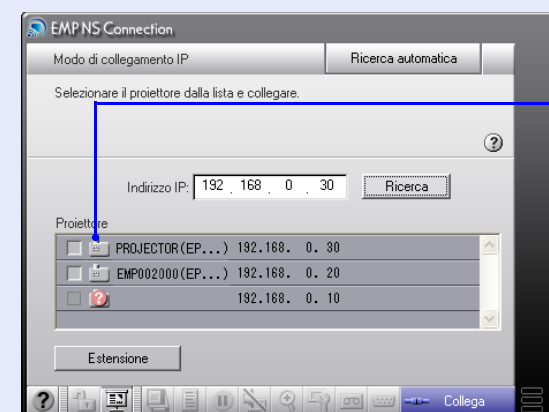 EMP NS Connection
Modo di collegamento IP
Ricerca automatica
Selezionare il proiettore dalla lista e collegare.
?
Indirizzo IP: 192 . 168 . 0 . 30 Ricerca
Proiettore
PROJECTOR(EP...) 192.168. 0. 30
EMP002000(EP...) 192.168. 0. 20
? 192.168. 0. 10
Estensione
? Collega